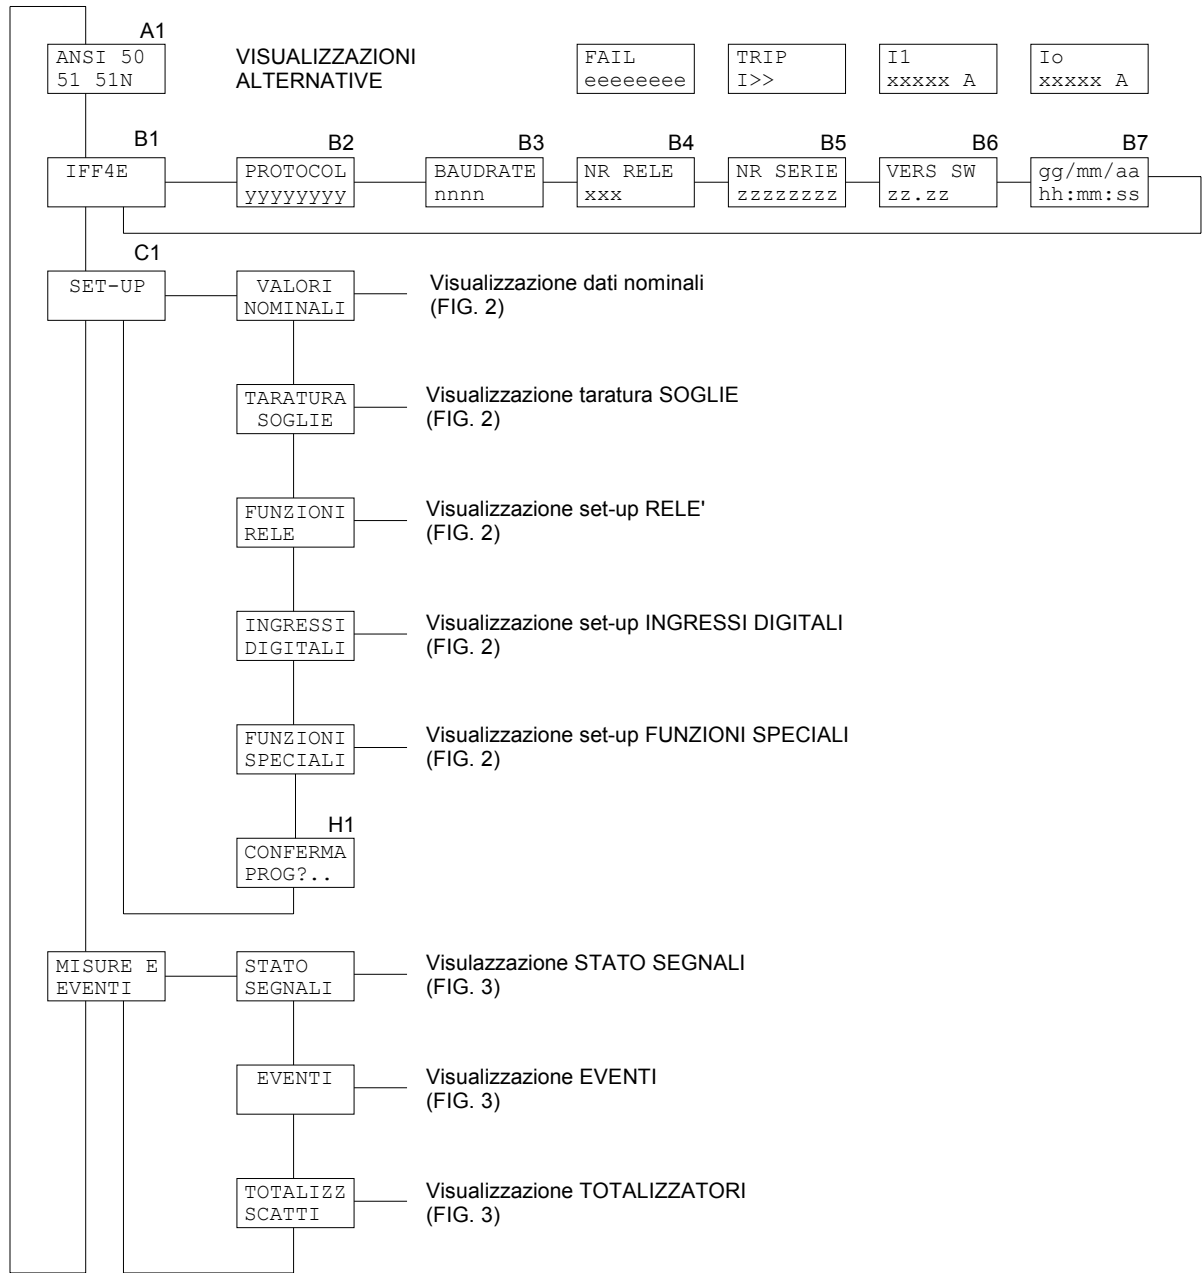 A1
ANSI 50
51 51N
VISUALIZZAZIONI
ALTERNATIVE
FAIL
eeeeeeee
TRIP
I>>
I1
xxxxx A
Io
xxxxx A
B1
IFF4E
B2
PROTOCOL
yyyyyyyy
B3
BAUDRATE
nnnn
B4
NR RELE
xxx
B5
NR SERIE
zzzzzzzz
B6
VERS SW
zz.zz
B7
gg/mm/aa
hh:mm:ss
C1
SET-UP
VALORI
NOMINALI
Visualizzazione dati nominali
(FIG. 2)
TARATURA
SOGLIE
Visualizzazione taratura SOGLIE
(FIG. 2)
FUNZIONI
RELE
Visualizzazione set-up RELE'
(FIG. 2)
INGRESSI
DIGITALI
Visualizzazione set-up INGRESSI DIGITALI
(FIG. 2)
FUNZIONI
SPECIALI
Visualizzazione set-up FUNZIONI SPECIALI
(FIG. 2)
H1
CONFERMA
PROG?..
MISURE E
EVENTI
STATO
SEGNALI
Visulazzazione STATO SEGNALI
(FIG. 3)
EVENTI
Visualizzazione EVENTI
(FIG. 3)
TOTALIZZ
SCATTI
Visualizzazione TOTALIZZATORI
(FIG. 3)